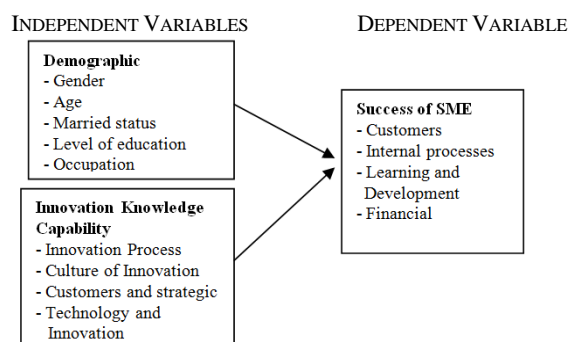 INDEPENDENT VARIABLES
DEPENDENT VARIABLE
Demographic
- Gender
- Age
- Married status
- Level of education
- Occupation
Innovation Knowledge
Capability
- Innovation Process
- Culture of Innovation
- Customers and strategic
- Technology and
Innovation
Success of SME
- Customers
- Internal processes
- Learning and
Development
- Financial